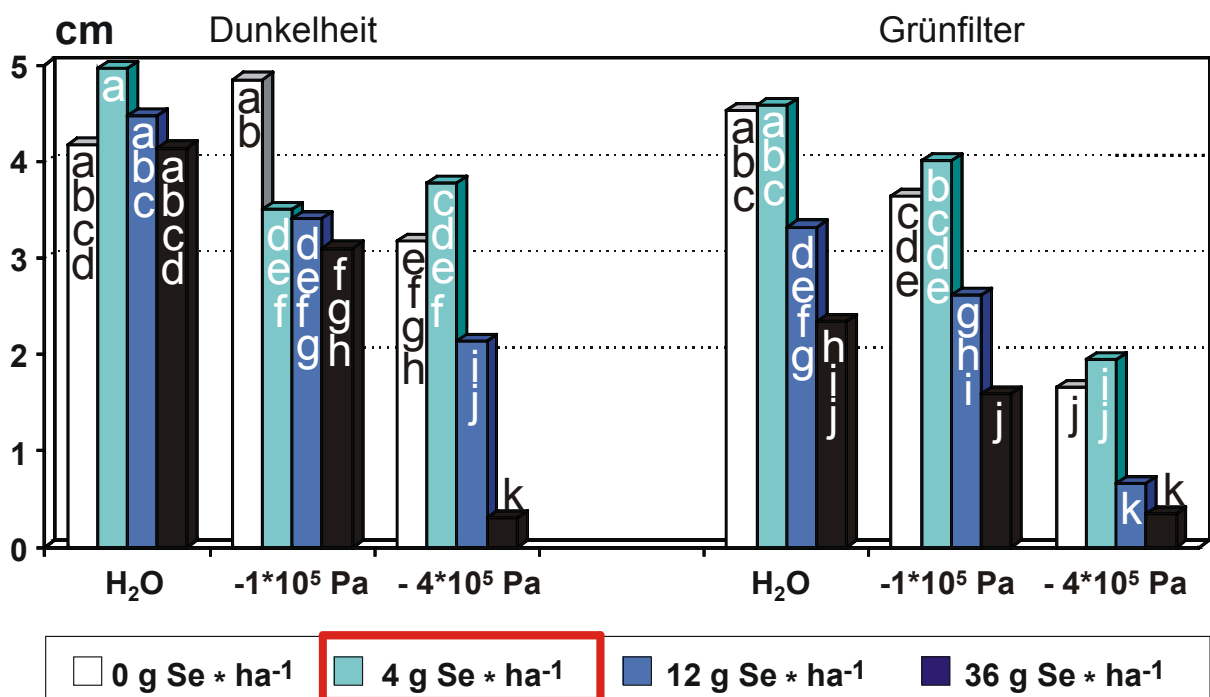 cm Dunkelheit Grünfilter
5
4
3
2
1
0
a b c d
a
a b c
a b c d
a b
d e f
d e f g
f g h
e f g h
c d e f
i j
k
a b c
a b c
d e f g
h i j
c d e
b c d e
g h i
j
j
i j
k
k
H₂O -1*10⁵ Pa - 4*10⁵ Pa H₂O -1*10⁵ Pa - 4*10⁵ Pa
0 g Se * ha⁻¹ 4 g Se * ha⁻¹ 12 g Se * ha⁻¹ 36 g Se * ha⁻¹